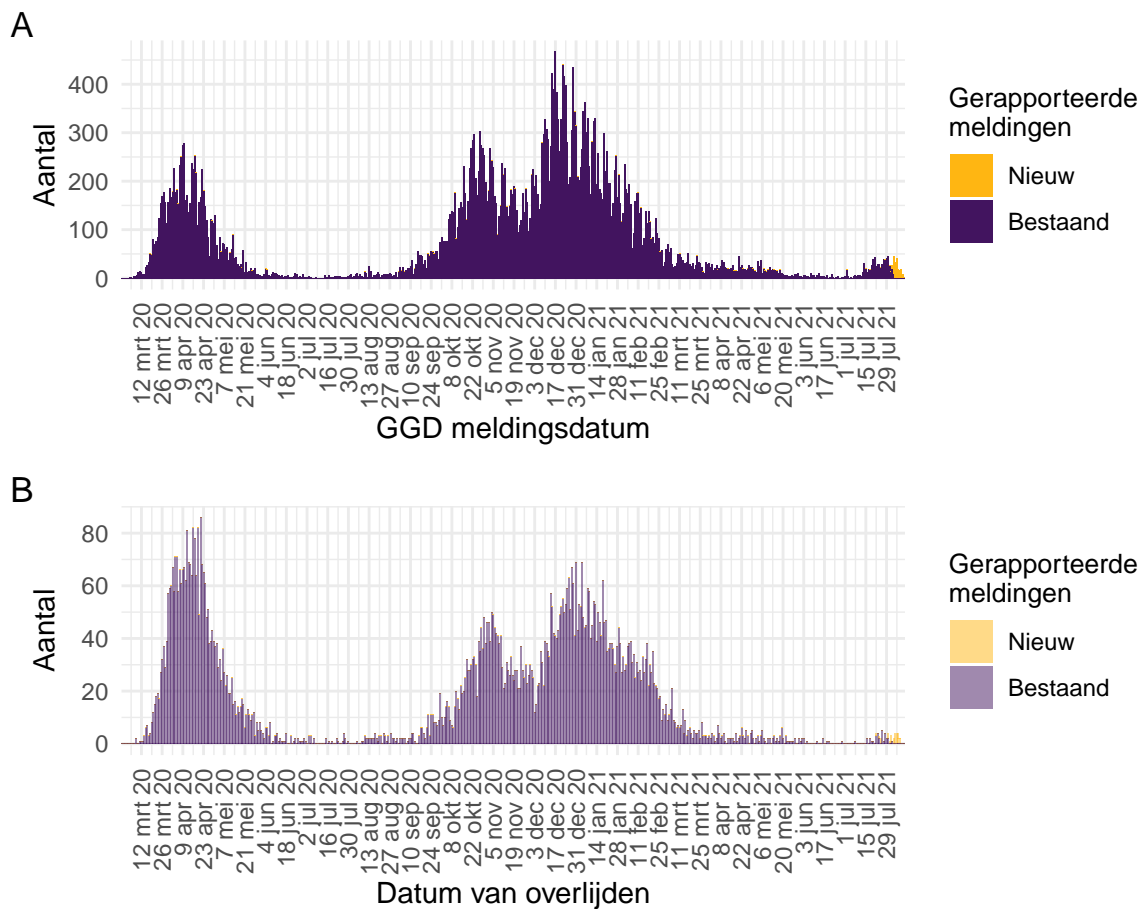 A
Aantal
400
300
200
100
0
12 mrt 20
26 mrt 20
9 apr 20
23 apr 20
7 mei 20
21 mei 20
4 jun 20
18 jun 20
2 jul 20
16 jul 20
30 jul 20
13 aug 20
27 aug 20
10 sep 20
24 sep 20
8 okt 20
22 okt 20
5 nov 20
19 nov 20
3 dec 20
17 dec 20
31 dec 20
14 jan 21
28 jan 21
11 feb 21
25 feb 21
11 mrt 21
25 mrt 21
8 apr 21
22 apr 21
6 mei 21
20 mei 21
3 jun 21
17 jun 21
1 jul 21
15 jul 21
29 jul 21
GGD meldingsdatum
Gerapporteerde
meldingen
Nieuw
Bestaand
B
Aantal
80
60
40
20
0
12 mrt 20
26 mrt 20
9 apr 20
23 apr 20
7 mei 20
21 mei 20
4 jun 20
18 jun 20
2 jul 20
16 jul 20
30 jul 20
13 aug 20
27 aug 20
10 sep 20
24 sep 20
8 okt 20
22 okt 20
5 nov 20
19 nov 20
3 dec 20
17 dec 20
31 dec 20
14 jan 21
28 jan 21
11 feb 21
25 feb 21
11 mrt 21
25 mrt 21
8 apr 21
22 apr 21
6 mei 21
20 mei 21
3 jun 21
17 jun 21
1 jul 21
15 jul 21
29 jul 21
Datum van overlijden
Gerapporteerde
meldingen
Nieuw
Bestaand